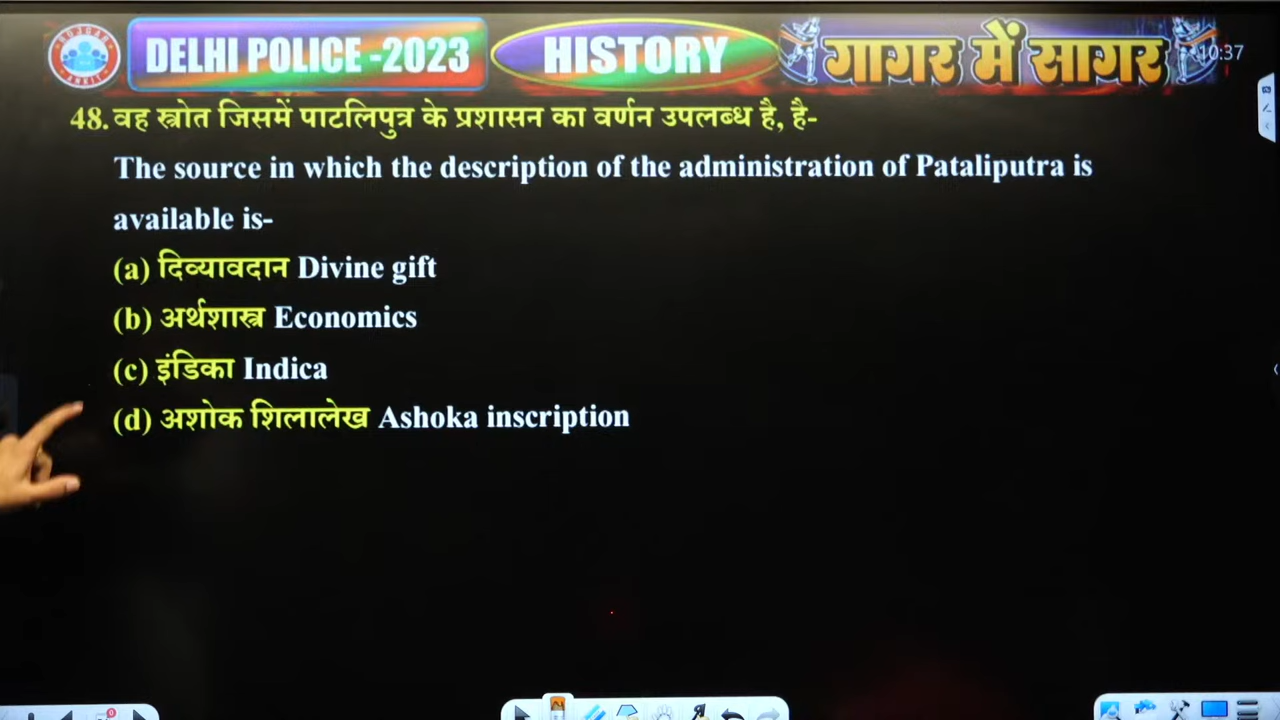 ROJGAR
ANKIT
DELHI POLICE -2023
HISTORY
गागर में सागर
10:37
48. वह स्त्रोत जिसमें पाटलिपुत्र के प्रशासन का वर्णन उपलब्ध है, है-
The source in which the description of the administration of Pataliputra is
available is-
(a) दिव्यावदान Divine gift
(b) अर्थशास्त्र Economics
(c) इंडिका Indica
(d) अशोक शिलालेख Ashoka inscription